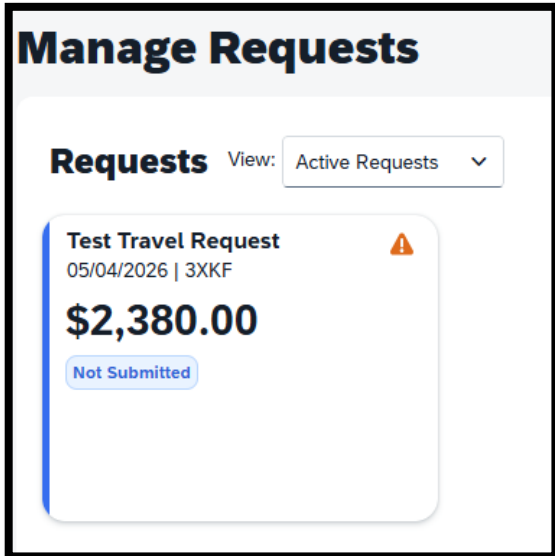 Manage Requests
Requests View: Active Requests
Test Travel Request
05/04/2026 | 3XKF
$2,380.00
Not Submitted